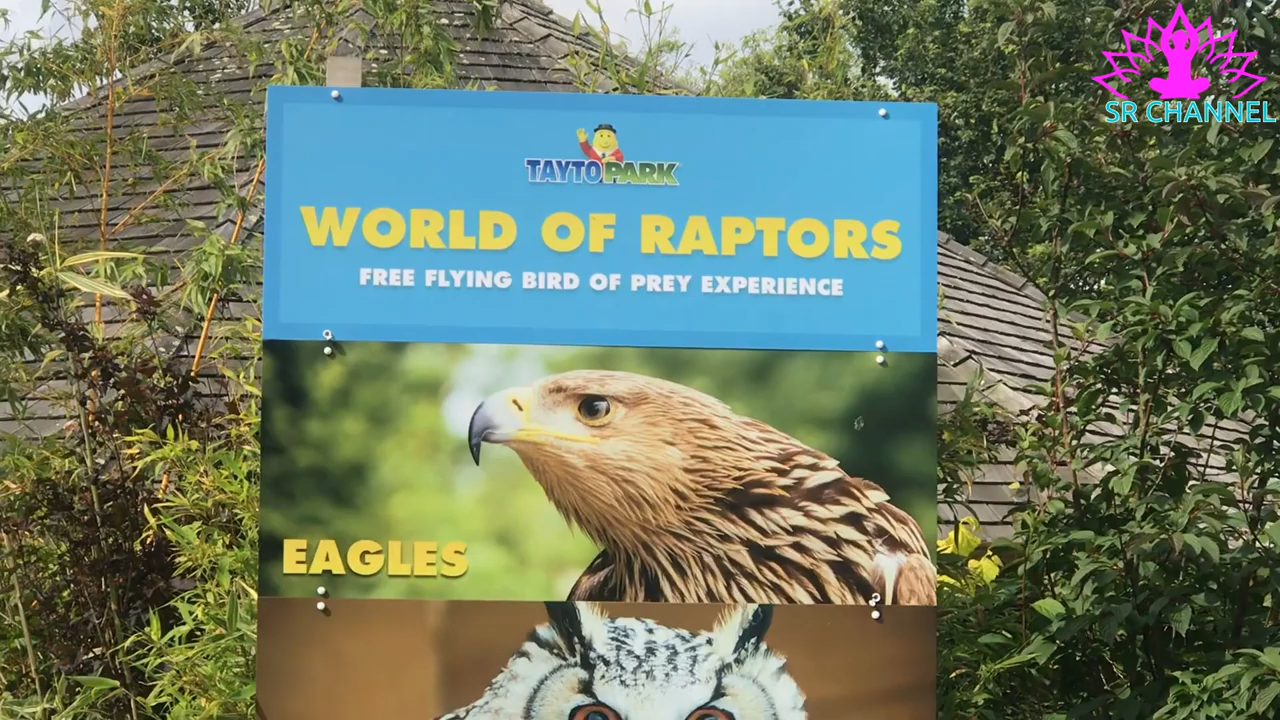 SR CHANNEL
TAYTO PARK
WORLD OF RAPTORS
FREE FLYING BIRD OF PREY EXPERIENCE
EAGLES